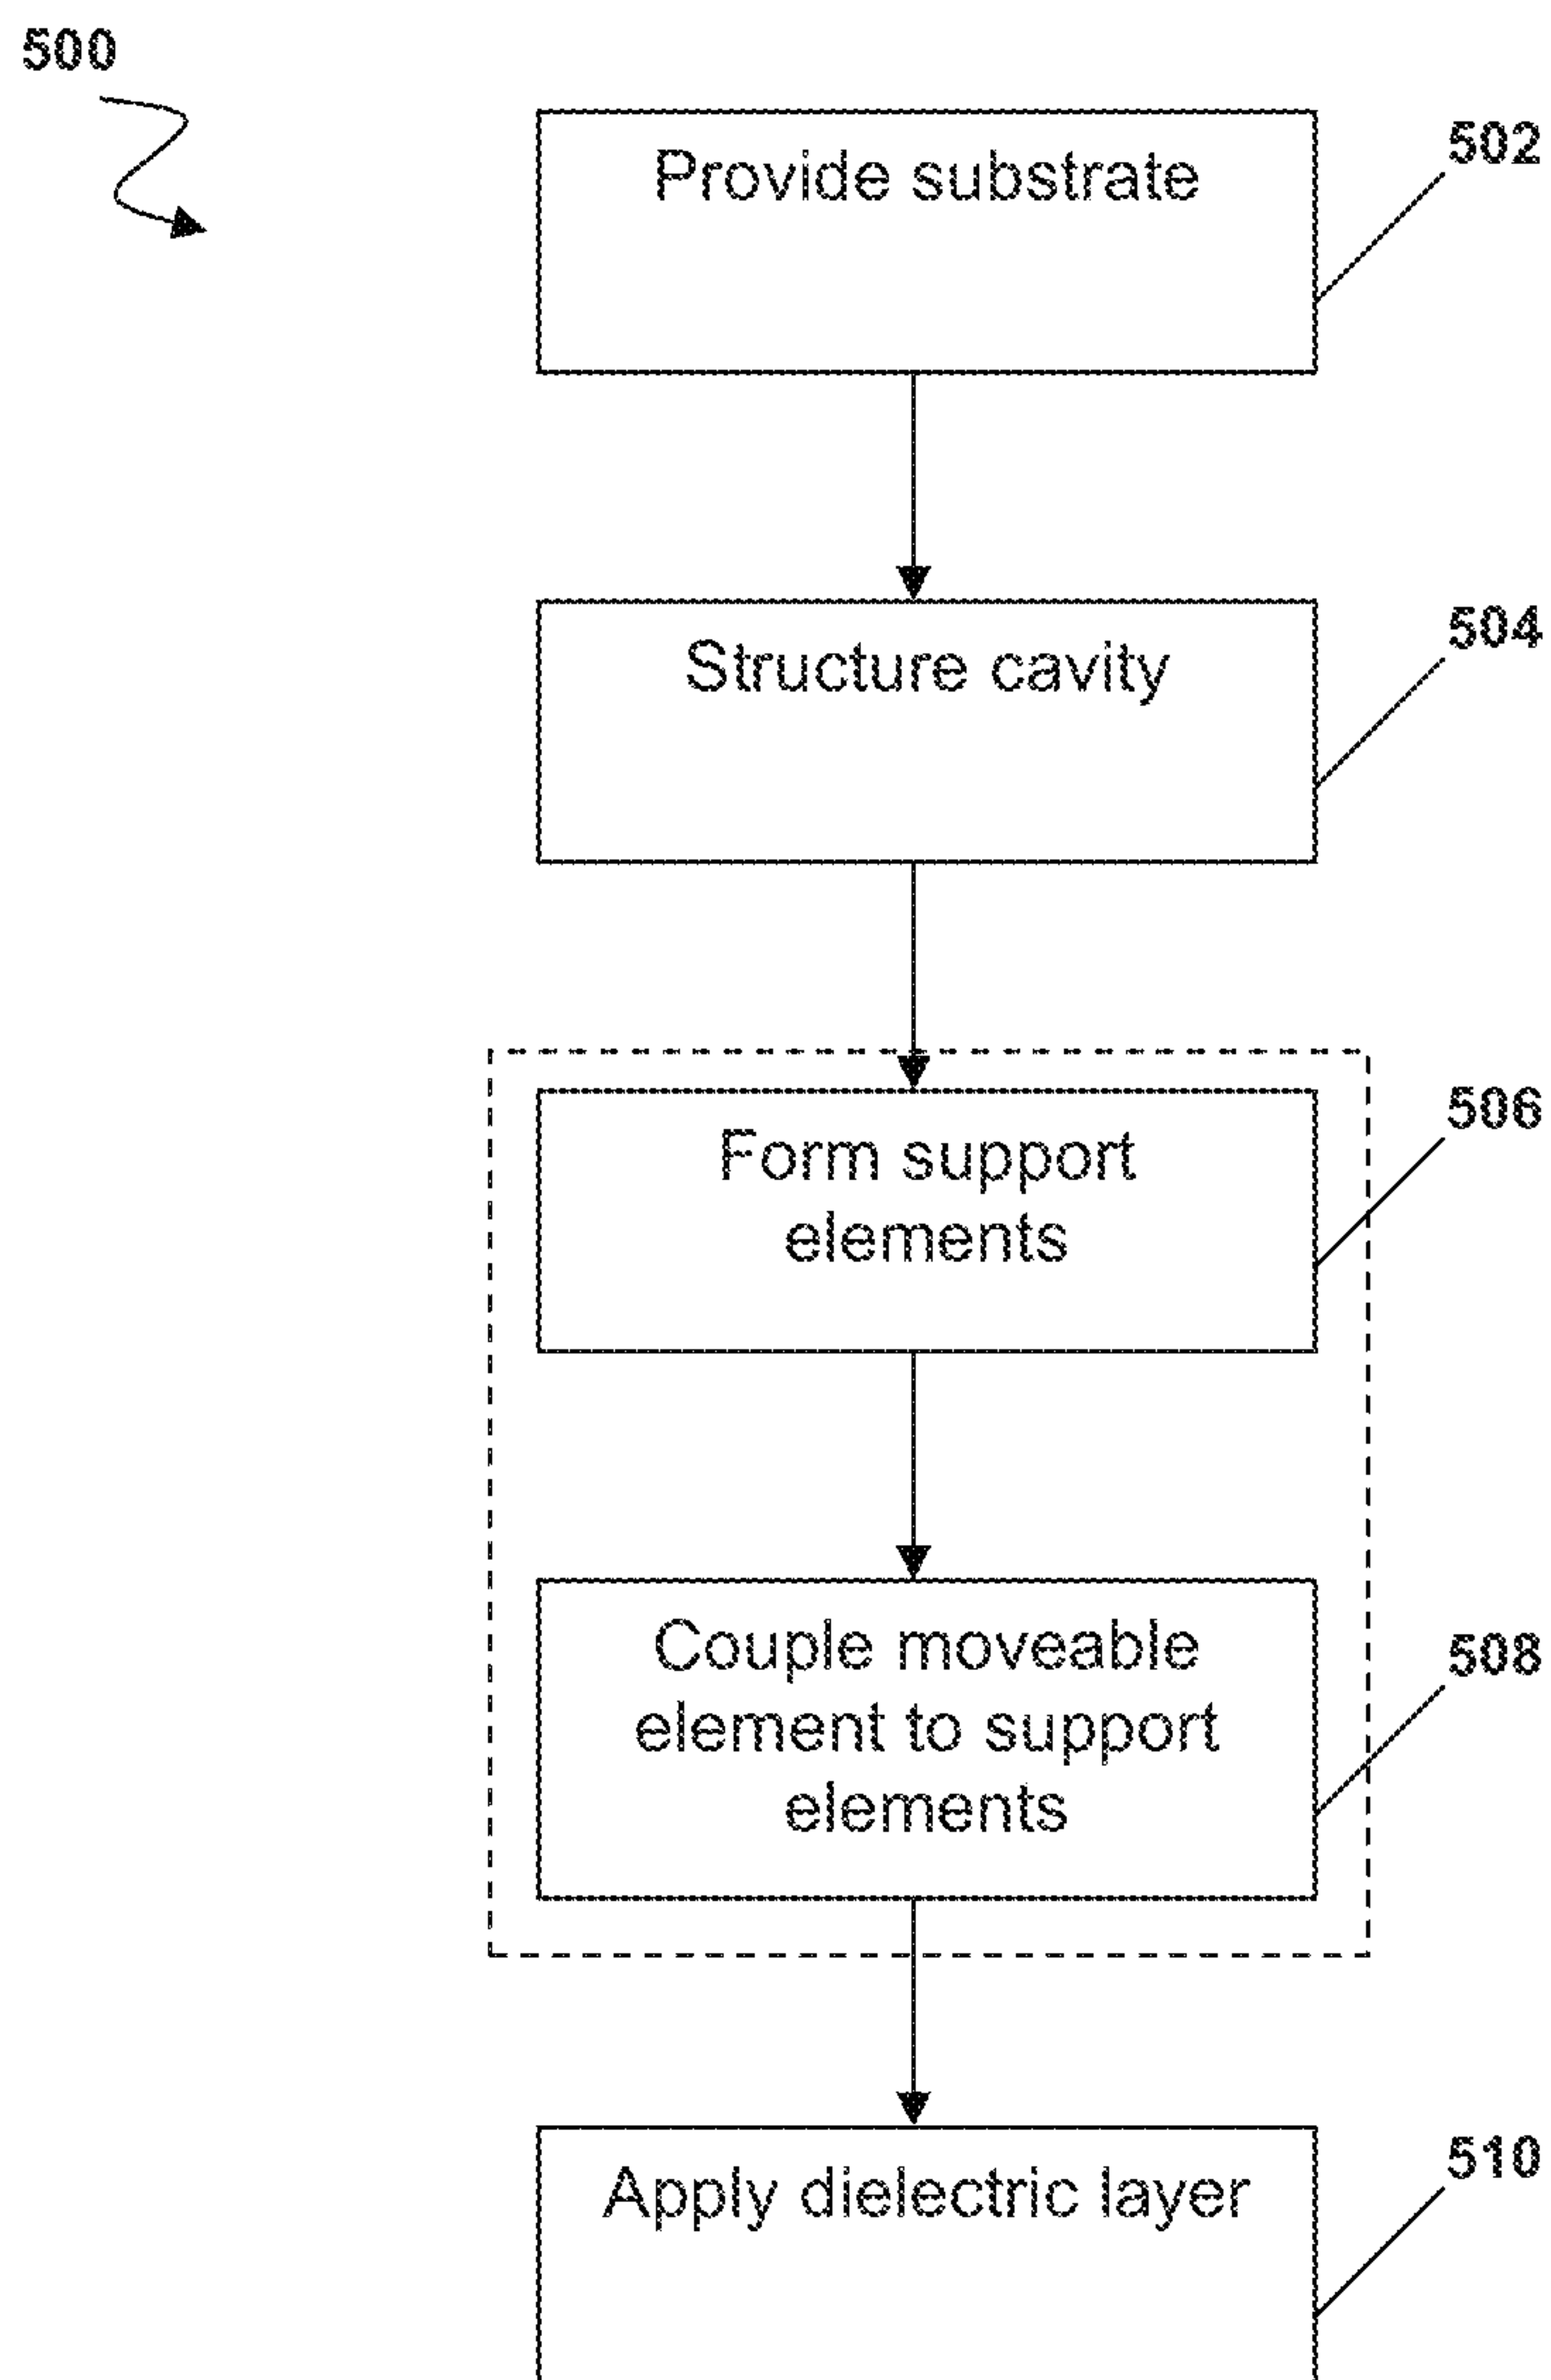 500
Provide substrate
502
Structure cavity
504
Form support
elements
506
Couple moveable
element to support
elements
508
Apply dielectric layer
510